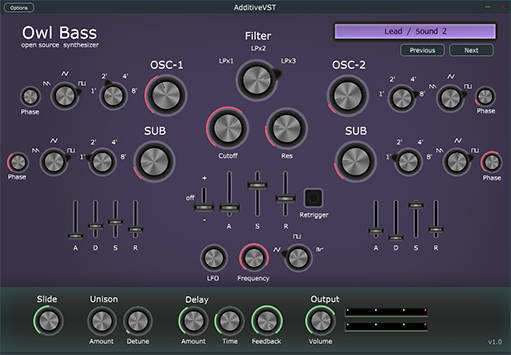 Options
AdditiveVST
Owl Bass
open source synthesizer
Lead / Sound 2
Previous Next
Filter
LPx2
LPx1 LPx3
OSC-1
OSC-2
1' 2' 4' 8'
1' 2' 4' 8'
Phase
Phase
SUB
SUB
1' 2' 4' 8'
1' 2' 4' 8'
Phase
Phase
Cutoff Res
+
off
-
A D S R
A S R
Retrigger
A D S R
LFO Frequency
Slide Unison Delay Output
Amount Detune Amount Time Feedback Volume
v1.0